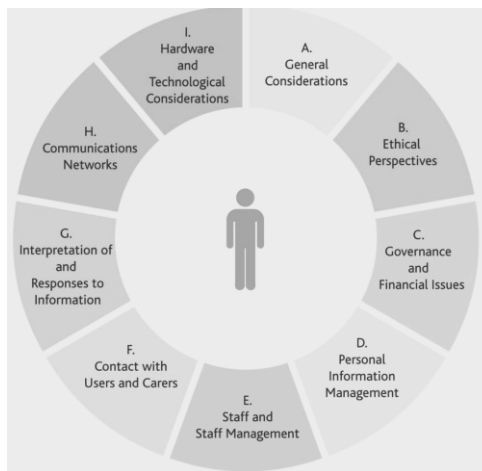 A.
General
Considerations
B.
Ethical
Perspectives
C.
Governance
and
Financial Issues
D.
Personal
Information
Management
E.
Staff and
Staff Management
F.
Contact with
Users and Carers
G.
Interpretation of
and
Responses to
Information
H.
Communications
Networks
I.
Hardware
and
Technological
Considerations